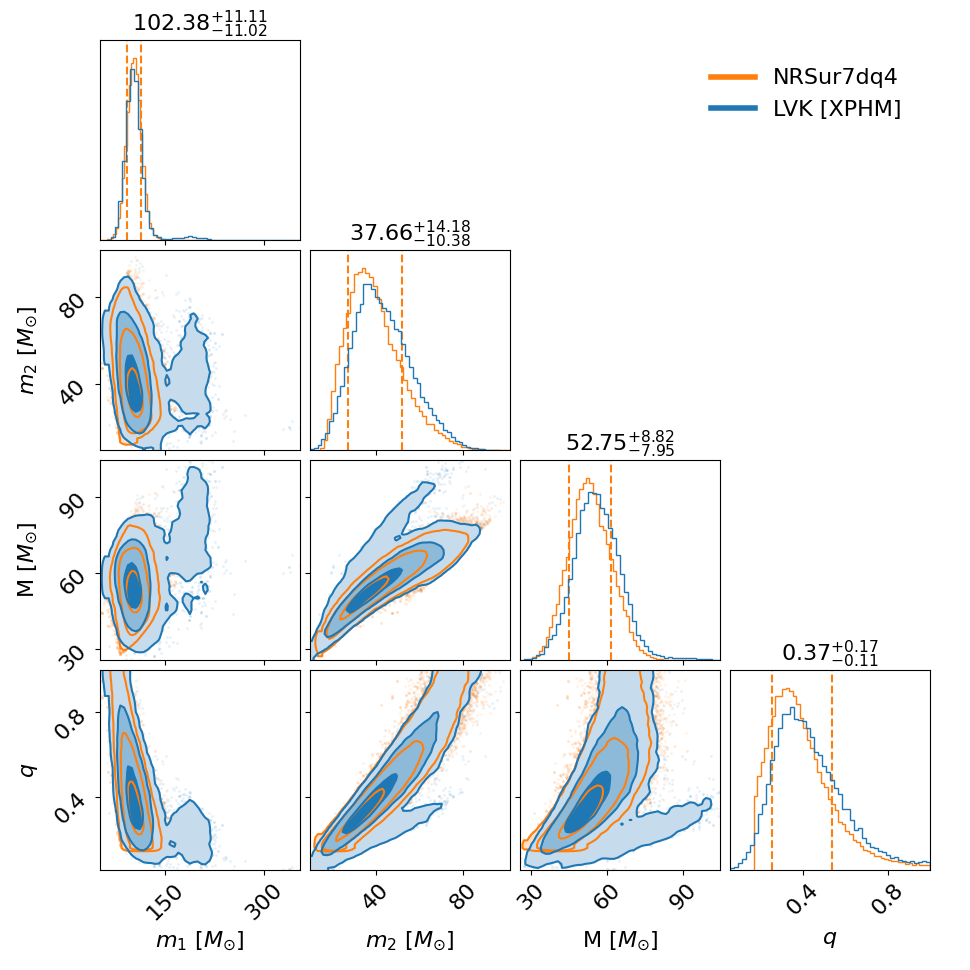 102.38+11.11−11.02
NRSur7dq4
LVK [XPHM]
37.66+14.18−10.38
80
40
m₂ [M⊙]
52.75+8.82−7.95
90
60
30
M [M⊙]
0.37+0.17−0.11
0.8
0.4
q
150 300
40 80
30 60 90
0.4 0.8
m₁ [M⊙]
m₂ [M⊙]
M [M⊙]
q